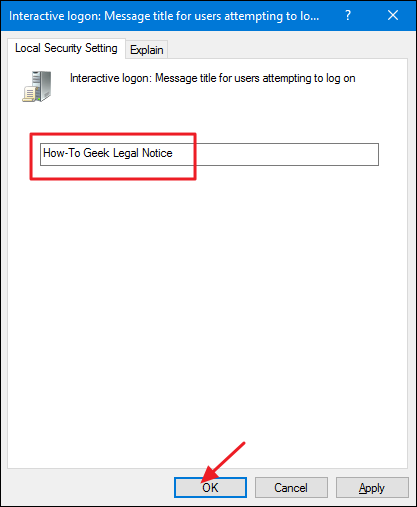 Interactive logon: Message title for users attempting to lo...
?
Local Security Setting
Explain
Interactive logon: Message title for users attempting to log on
How-To Geek Legal Notice
OK
Cancel
Apply